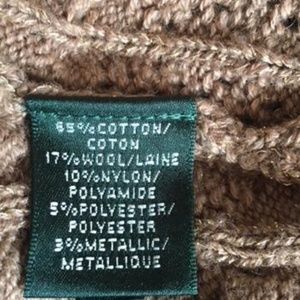 65%COTTON/
COTON
17%WOOL/LAINE
10%NYLON/
POLYAMIDE
5%POLYESTER/
POLYESTER
3%METALLIC/
METALLIQUE